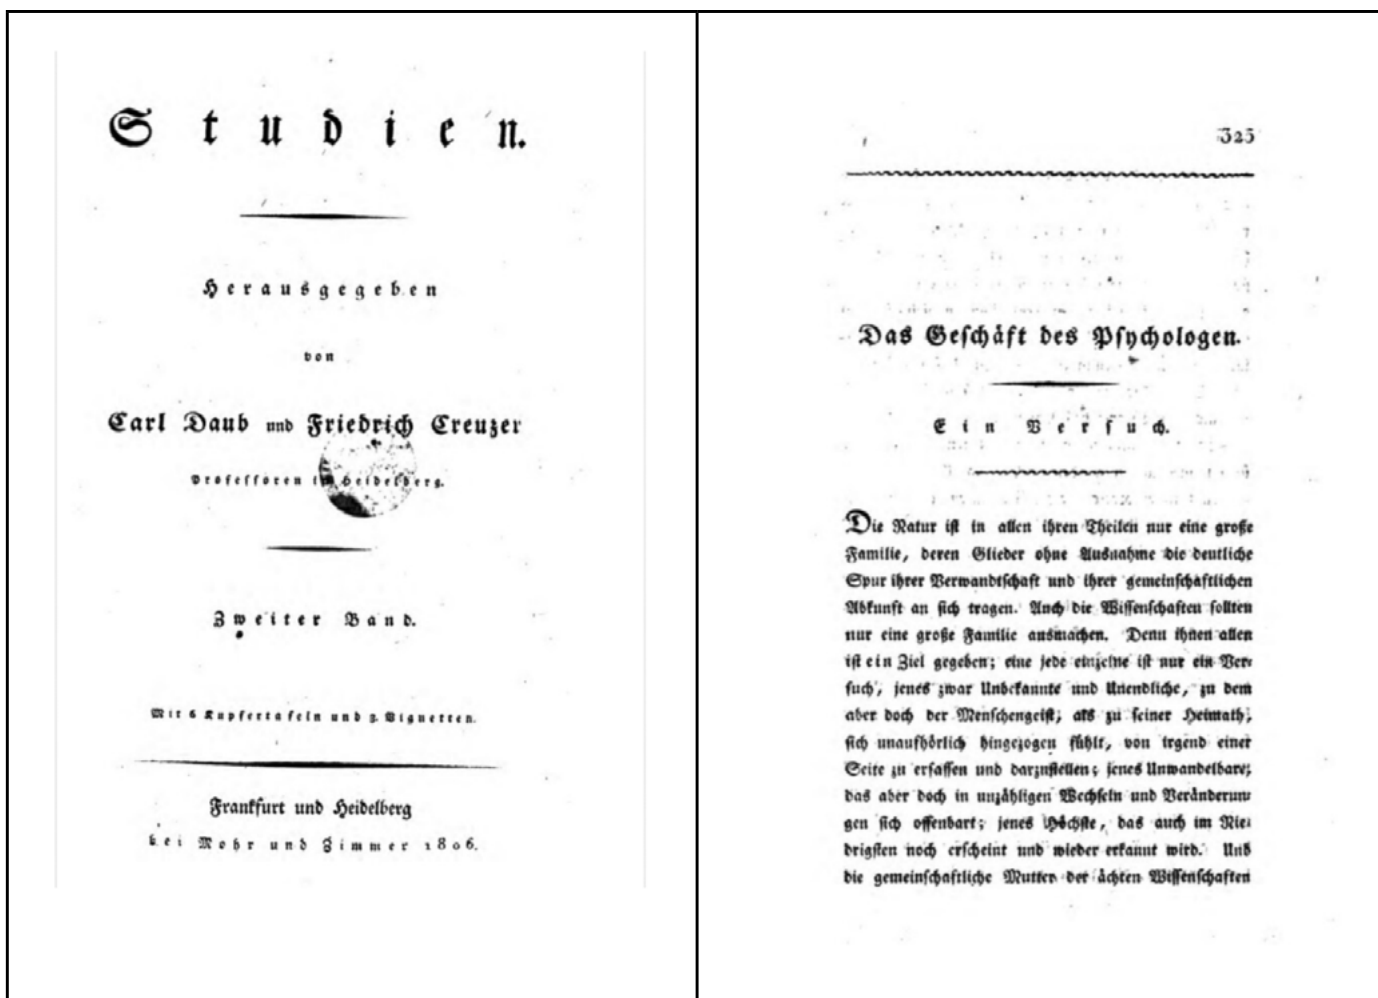 Studien.
Herausgegeben
von
Carl Daub und Friedrich Creuzer
Professoren in Heidelberg.
Zweiter Band.
Mit 6 Kupfertafeln und 2 Vignetten.
Frankfurt und Heidelberg
bei Mohr und Zimmer 1806.
325
Das Geschäft des Psychologen.
Ein Versuch.
Die Natur ist in allen ihren Theilen nur eine große
Familie, deren Glieder ohne Ausnahme die deutliche
Spur ihrer Verwandtschaft und ihrer gemeinschaftlichen
Abkunft an sich tragen. Auch die Wissenschaften sollten
nur eine große Familie ausmachen. Denn ihnen allen
ist ein Ziel gegeben; eine jede einzelne ist nur ein Ver-
such, jenes zwar Unbekannte und Unendliche, zu dem
aber doch der Menschengeist, als zu seiner Heimath,
sich unaufhörlich hingezogen fühlt, von irgend einer
Seite zu erfassen und darzustellen; jenes Unwandelbare,
das aber doch in unzähligen Wechseln und Veränderun-
gen sich offenbart; jenes Höchste, das auch im Nie-
drigsten noch erscheint und wieder erkannt wird. Und
die gemeinschaftliche Mutter der ächten Wissenschaften